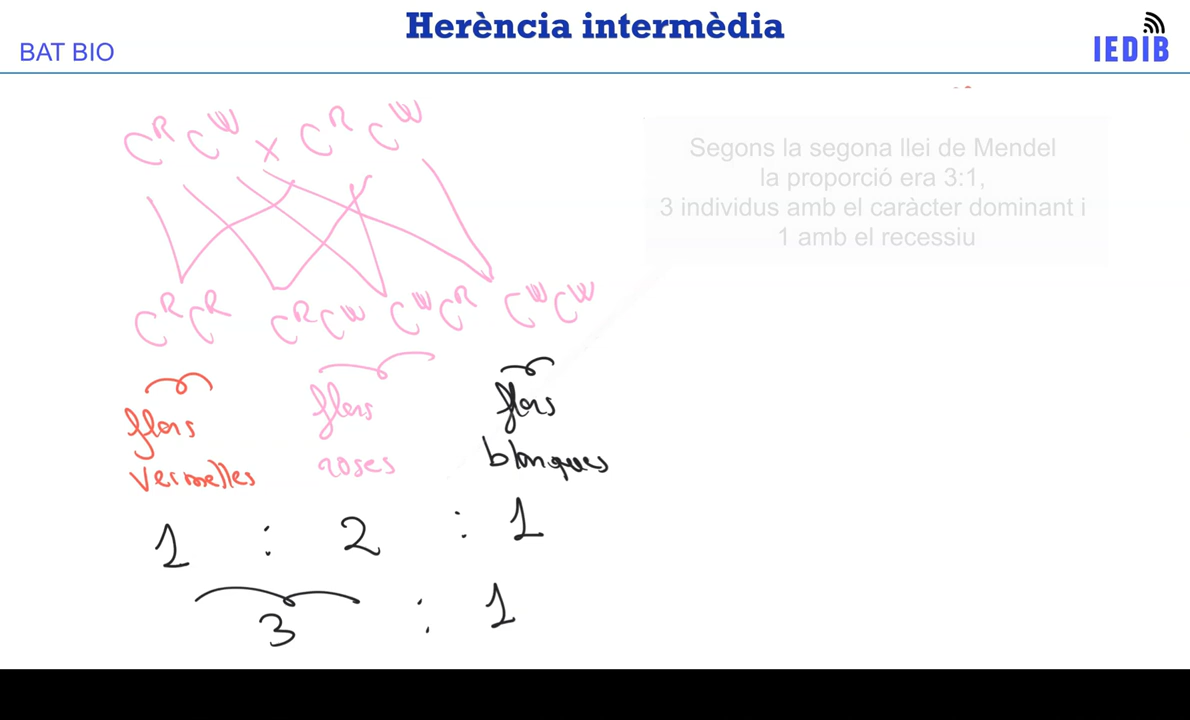 Herència intermèdia
BAT BIO
IEDIB
C^R C^W x C^R C^W
Segons la segona llei de Mendel
la proporció era 3:1,
3 individus amb el caràcter dominant i
1 amb el recessiu
C^R C^R C^R C^W C^W C^R C^W C^W
flors vermelles
flors roses
flors blanques
1 : 2 : 1
3 : 1